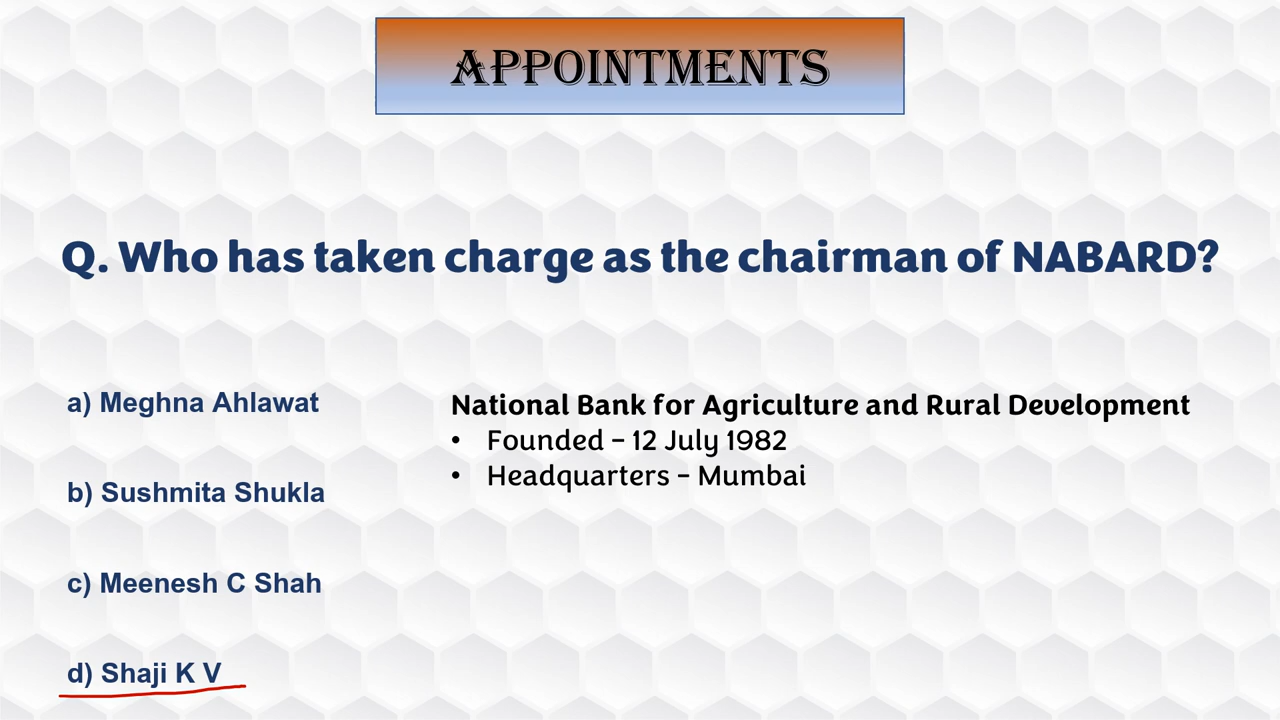 APPOINTMENTS
Q. Who has taken charge as the chairman of NABARD?
a) Meghna Ahlawat
b) Sushmita Shukla
c) Meenesh C Shah
d) Shaji K V
National Bank for Agriculture and Rural Development
• Founded – 12 July 1982
• Headquarters – Mumbai